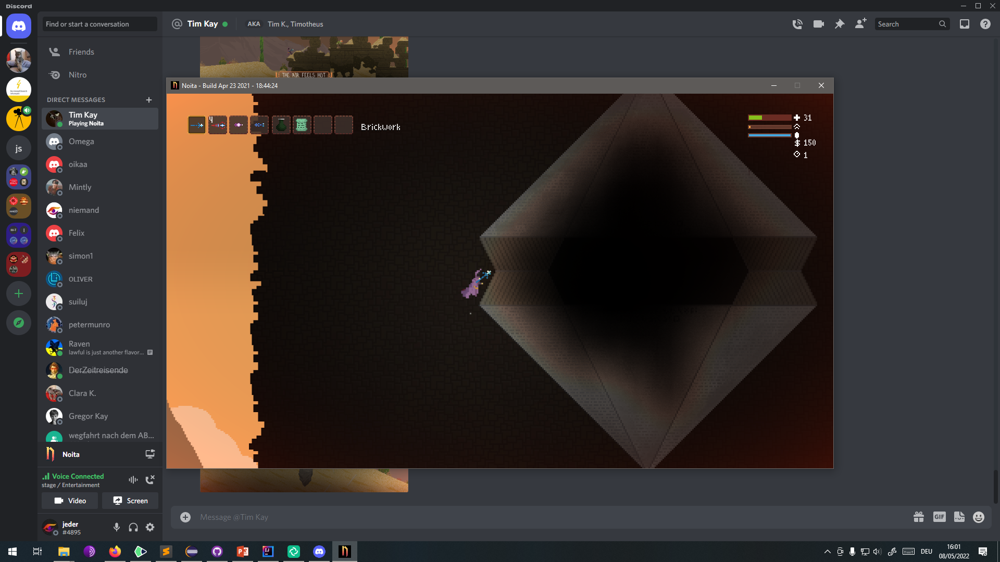 Discord
Find or start a conversation
Tim Kay
AKA
Tim K., Timotheus
Search
Friends
Nitro
DIRECT MESSAGES
Tim Kay
Playing Noita
Omega
oikaa
Mintly
niemand
Felix
simon1
OLIVER
suiluj
petermunro
Raven
lawful is just another flavor...
DerZeitreisende
Clara K.
Gregor Kay
wegfahrt nach dem AB...
js
THE AIR FEELS HOT
Noita - Build Apr 23 2021 - 18:44:24
4
Brickwork
31
150
1
Noita
Voice Connected
stage / Entertainment
Video
Screen
jeder
#4895
Message @Tim Kay
GIF
DEU
16:01
08/05/2022